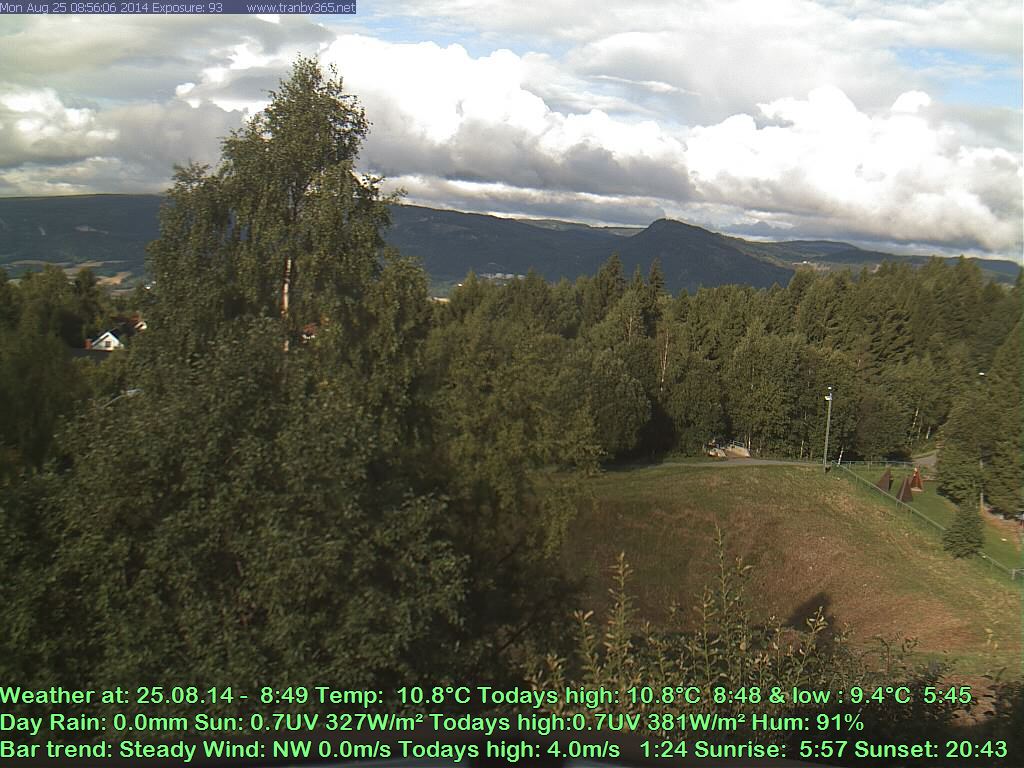 Mon Aug 25 08:56:06 2014 Exposure: 93 www.tranby365.net
Weather at: 25.08.14 - 8:49 Temp: 10.8°C Todays high: 10.8°C 8:48 & low : 9.4°C 5:45
Day Rain: 0.0mm Sun: 0.7UV 327W/m² Todays high:0.7UV 381W/m² Hum: 91%
Bar trend: Steady Wind: NW 0.0m/s Todays high: 4.0m/s 1:24 Sunrise: 5:57 Sunset: 20:43